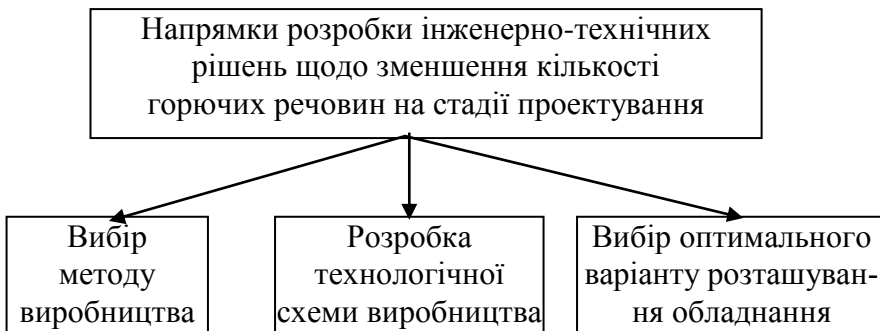 Напрямки розробки інженерно-технічних
рішень щодо зменшення кількості
горючих речовин на стадії проектування
Вибір
методу
виробництва
Розробка
технологічної
схеми виробництва
Вибір оптимального
варіанту розташуван-
ня обладнання